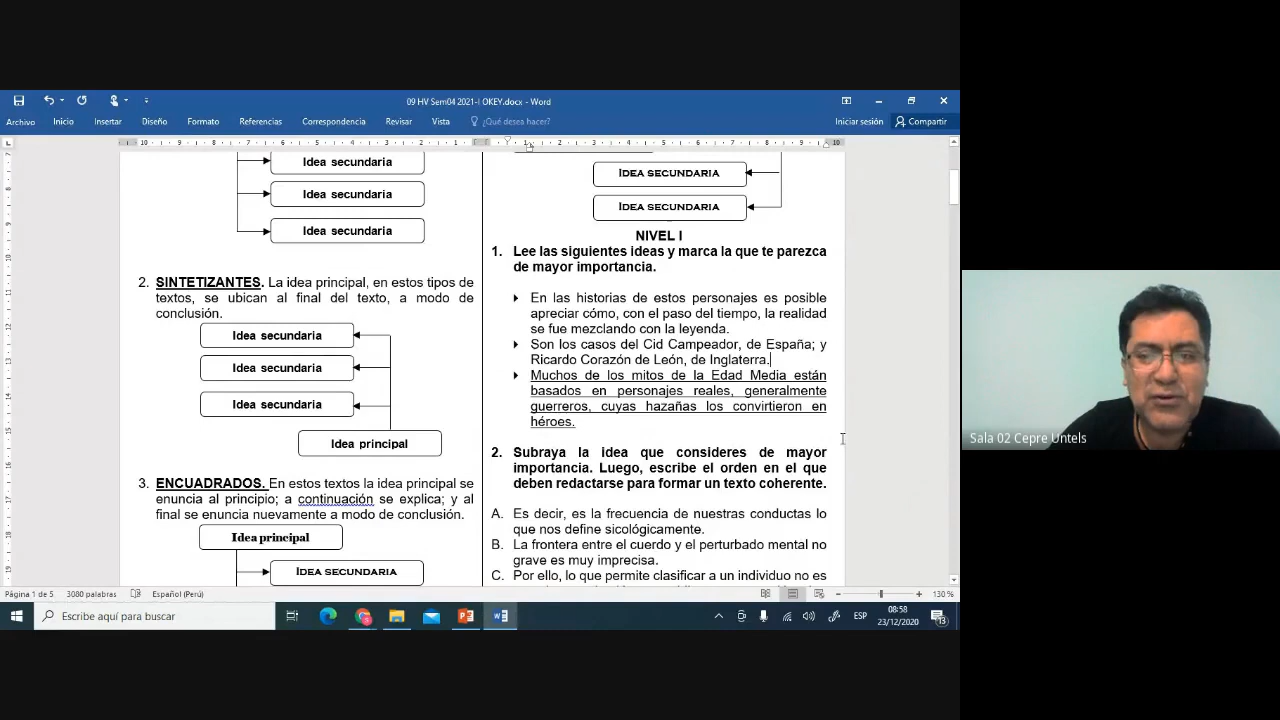 09 HV Sem04 2021-I OKEY.docx - Word
Archivo Inicio Insertar Diseño Formato Referencias Correspondencia Revisar Vista ¿Qué desea hacer? Iniciar sesión Compartir
Idea secundaria
Idea secundaria
Idea secundaria
2. SINTETIZANTES. La idea principal, en estos tipos de
textos, se ubican al final del texto, a modo de
conclusión.
Idea secundaria
Idea secundaria
Idea secundaria
Idea principal
3. ENCUADRADOS. En estos textos la idea principal se
enuncia al principio; a continuación se explica; y al
final se enuncia nuevamente a modo de conclusión.
Idea principal
IDEA SECUNDARIA
IDEA SECUNDARIA
IDEA SECUNDARIA
NIVEL I
1. Lee las siguientes ideas y marca la que te parezca
de mayor importancia.
En las historias de estos personajes es posible
apreciar cómo, con el paso del tiempo, la realidad
se fue mezclando con la leyenda.
Son los casos del Cid Campeador, de España; y
Ricardo Corazón de León, de Inglaterra.
Muchos de los mitos de la Edad Media están
basados en personajes reales, generalmente
guerreros, cuyas hazañas los convirtieron en
héroes.
2. Subraya la idea que consideres de mayor
importancia. Luego, escribe el orden en el que
deben redactarse para formar un texto coherente.
A. Es decir, es la frecuencia de nuestras conductas lo
que nos define sicológicamente.
B. La frontera entre el cuerdo y el perturbado mental no
grave es muy imprecisa.
C. Por ello, lo que permite clasificar a un individuo no es
Sala 02 Cepre Untels
Página 1 de 5 3080 palabras Español (Perú) 130 %
Escribe aquí para buscar
ESP
08:58
23/12/2020
13